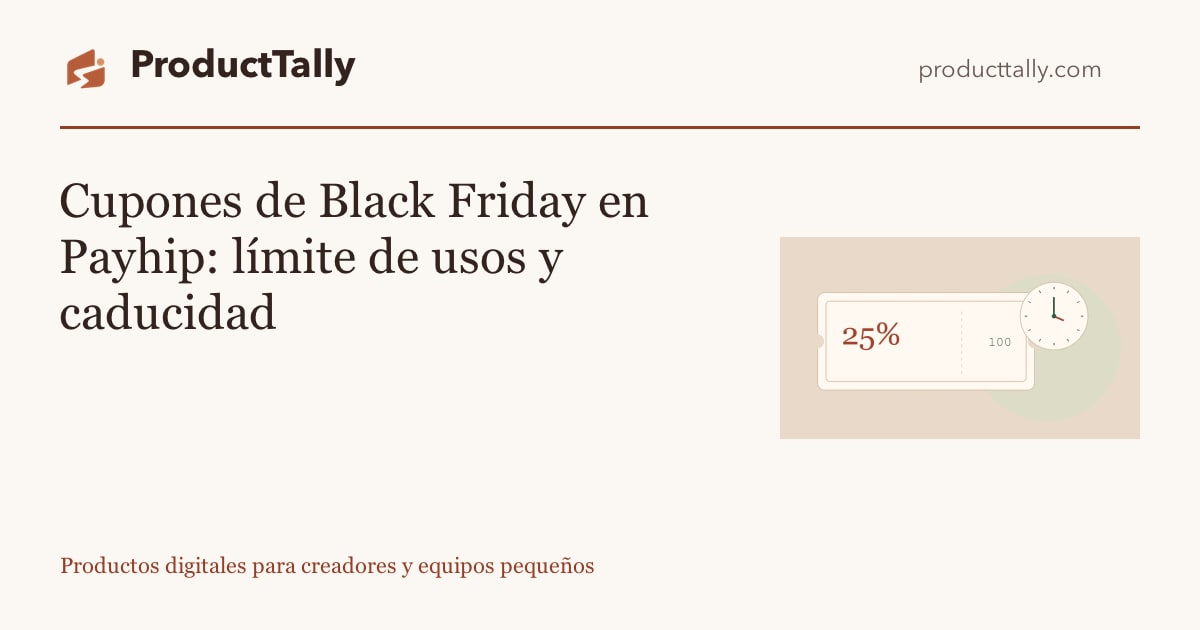 ProductTally
producttally.com
Cupones de Black Friday en
Payhip: límite de usos y
caducidad
25%
100
Productos digitales para creadores y equipos pequeños